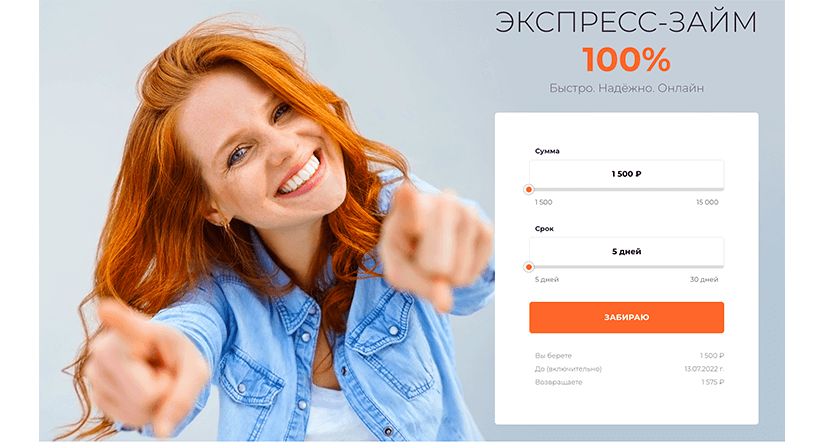 ЭКСПРЕСС-ЗАЙМ
100%
Быстро. Надёжно. Онлайн
Сумма
1 500 ₽
1 500 15 000
Срок
5 дней
5 дней 30 дней
ЗАБИРАЮ
Вы берете 1 500 ₽
До (включительно) 13.07.2022 г.
Возвращаете 1 575 ₽